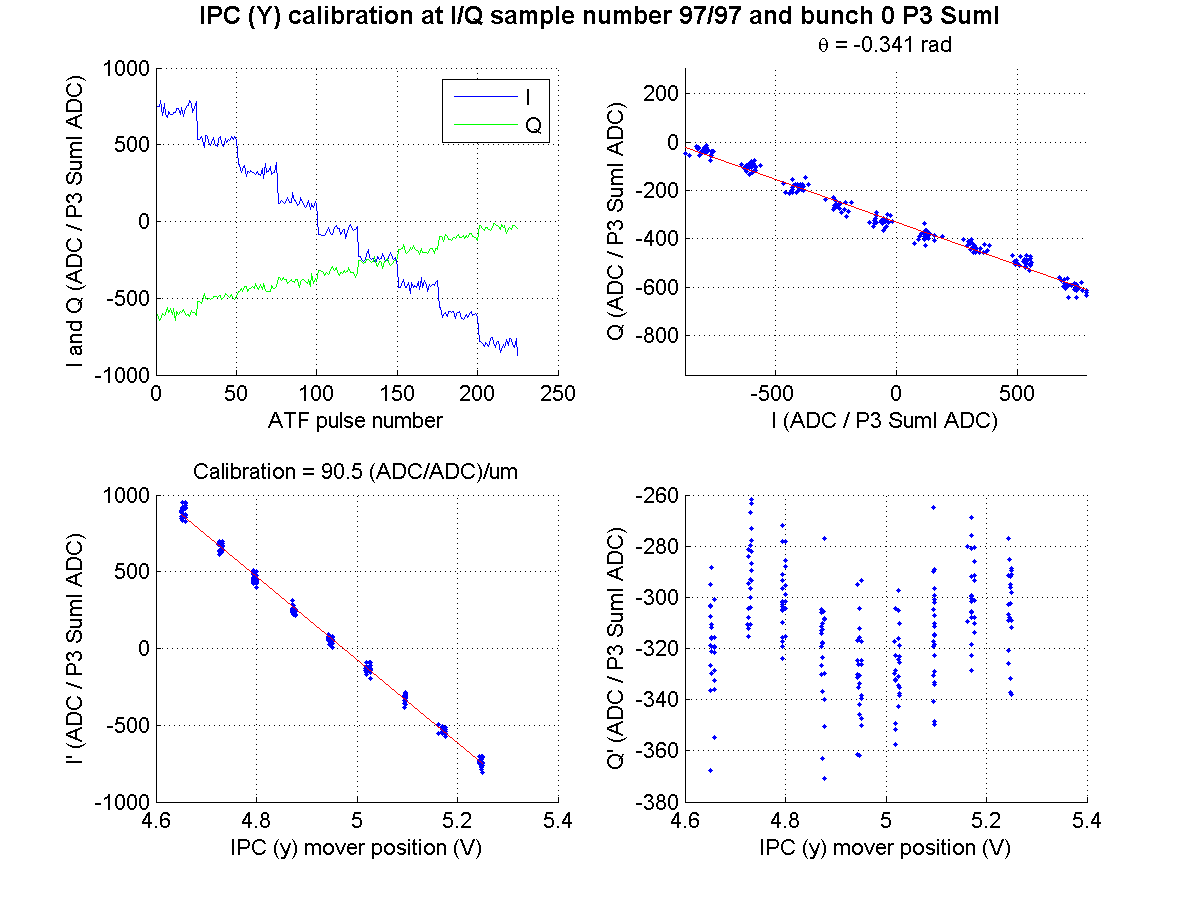 IPC (Y) calibration at I/Q sample number 97/97 and bunch 0 P3 SumI
1000
500
0
-500
-1000
I and Q (ADC / P3 SumI ADC)
I
Q
0 50 100 150 200 250
ATF pulse number
θ = -0.341 rad
200
0
-200
-400
-600
-800
Q (ADC / P3 SumI ADC)
-500 0 500
I (ADC / P3 SumI ADC)
Calibration = 90.5 (ADC/ADC)/um
1000
500
0
-500
-1000
I' (ADC / P3 SumI ADC)
4.6 4.8 5 5.2 5.4
IPC (y) mover position (V)
-260
-280
-300
-320
-340
-360
-380
Q' (ADC / P3 SumI ADC)
4.6 4.8 5 5.2 5.4
IPC (y) mover position (V)